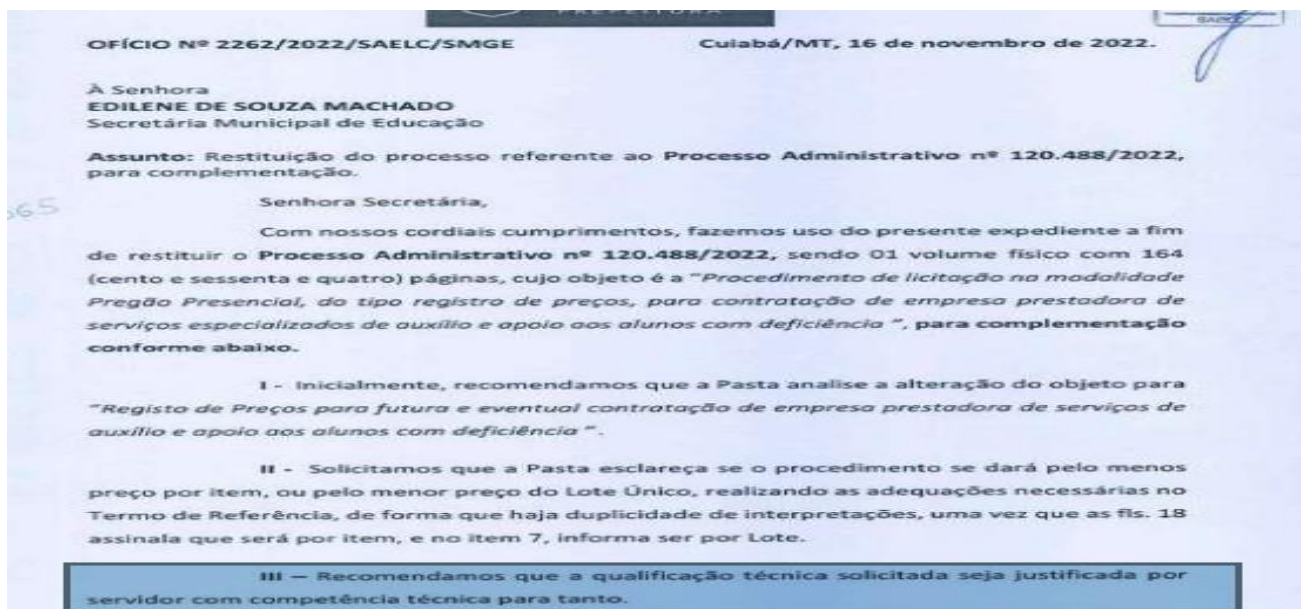 PREFEITURA
OFÍCIO Nº 2262/2022/SAELC/SMGE Cuiabá/MT, 16 de novembro de 2022.
À Senhora
EDILENE DE SOUZA MACHADO
Secretária Municipal de Educação
Assunto: Restituição do processo referente ao Processo Administrativo nº 120.488/2022,
para complementação.
Senhora Secretária,
Com nossos cordiais cumprimentos, fazemos uso do presente expediente a fim
de restituir o Processo Administrativo nº 120.488/2022, sendo 01 volume físico com 164
(cento e sessenta e quatro) páginas, cujo objeto é a "Procedimento de licitação na modalidade
Pregão Presencial, do tipo registro de preços, para contratação de empresa prestadora de
serviços especializados de auxílio e apoio aos alunos com deficiência ", para complementação
conforme abaixo.
I - Inicialmente, recomendamos que a Pasta analise a alteração do objeto para
"Registo de Preços para futura e eventual contratação de empresa prestadora de serviços de
auxílio e apoio aos alunos com deficiência ".
II - Solicitamos que a Pasta esclareça se o procedimento se dará pelo menos
preço por item, ou pelo menor preço do Lote Único, realizando as adequações necessárias no
Termo de Referência, de forma que haja duplicidade de interpretações, uma vez que as fls. 18
assinala que será por item, e no item 7, informa ser por Lote.
III – Recomendamos que a qualificação técnica solicitada seja justificada por
servidor com competência técnica para tanto.